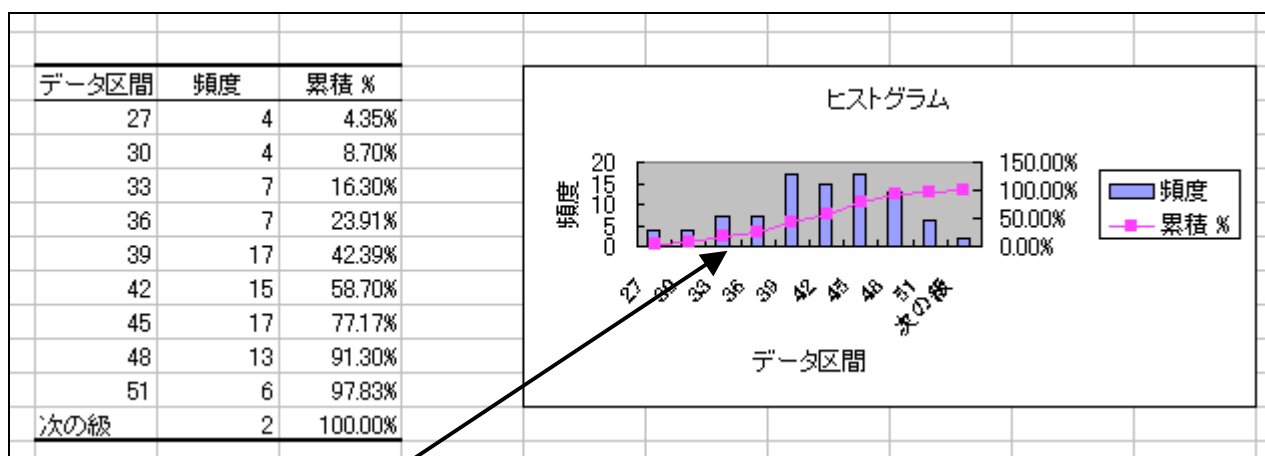 データ区間 頻度 累積 %
27 4 4.35%
30 4 8.70%
33 7 16.30%
36 7 23.91%
39 17 42.39%
42 15 58.70%
45 17 77.17%
48 13 91.30%
51 6 97.83%
次の級 2 100.00%
ヒストグラム
頻度
20
15
10
5
0
150.00%
100.00%
50.00%
0.00%
27 30 33 36 39 42 45 48 51 次の級
データ区間
頻度
累積 %